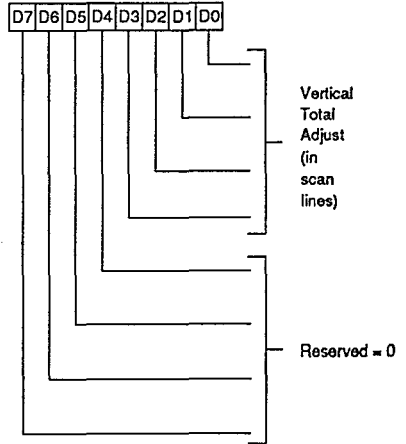 D7 D6 D5 D4 D3 D2 D1 D0
Vertical
Total
Adjust
(in
scan
lines)
Reserved = 0